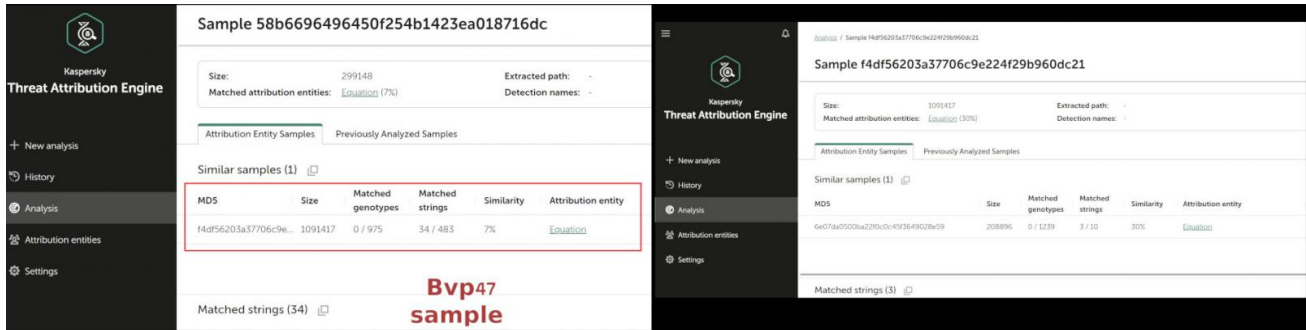 Kaspersky
Threat Attribution Engine
+ New analysis
History
Analysis
Attribution entities
Settings
Sample 58b6696496450f254b1423ea018716dc
Size: 299148 Extracted path: -
Matched attribution entities: Equation (7%) Detection names: -
Attribution Entity Samples Previously Analyzed Samples
Similar samples (1)
MD5 Size Matched genotypes Matched strings Similarity Attribution entity
f4df56203a37706c9e... 1091417 0 / 975 34 / 483 7% Equation
Bvp47
sample
Matched strings (34)
Kaspersky
Threat Attribution Engine
+ New analysis
History
Analysis
Attribution entities
Settings
Analysis / Sample f4df56203a37706c9e224f29b960dc21
Sample f4df56203a37706c9e224f29b960dc21
Size: 1091417 Extracted path: -
Matched attribution entities: Equation (30%) Detection names: -
Attribution Entity Samples Previously Analyzed Samples
Similar samples (1)
MD5 Size Matched genotypes Matched strings Similarity Attribution entity
6e07da0500ba22f0c0c45f3649028e59 208896 0 / 1239 3 / 10 30% Equation
Matched strings (3)